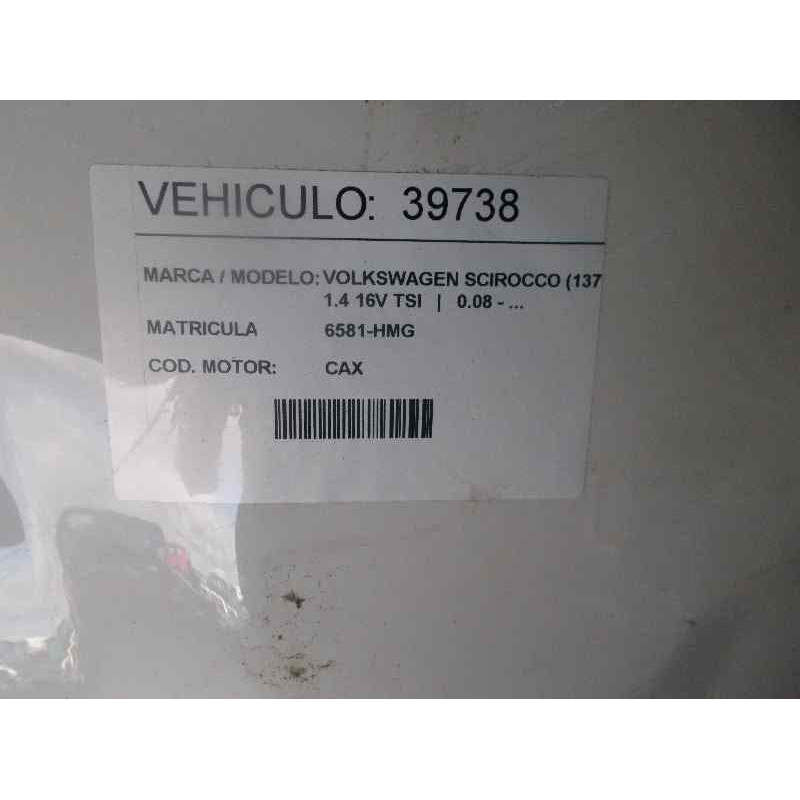 VEHICULO: 39738
MARCA / MODELO: VOLKSWAGEN SCIROCCO (137
1.4 16V TSI | 0.08 - ...
MATRICULA 6581-HMG
COD. MOTOR: CAX